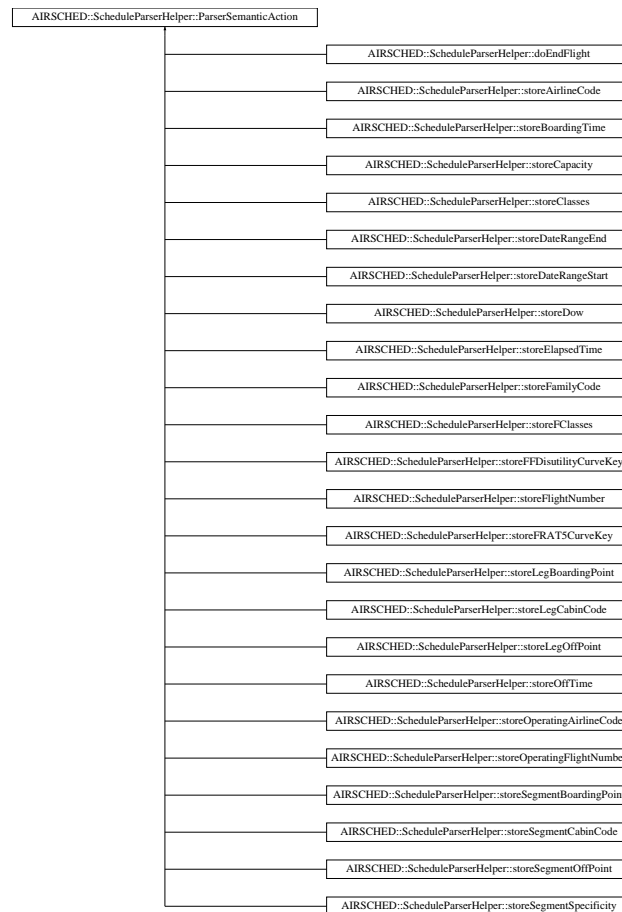 AIRSCHED::ScheduleParserHelper::ParserSemanticAction
AIRSCHED::ScheduleParserHelper::doEndFlight
AIRSCHED::ScheduleParserHelper::storeAirlineCode
AIRSCHED::ScheduleParserHelper::storeBoardingTime
AIRSCHED::ScheduleParserHelper::storeCapacity
AIRSCHED::ScheduleParserHelper::storeClasses
AIRSCHED::ScheduleParserHelper::storeDateRangeEnd
AIRSCHED::ScheduleParserHelper::storeDateRangeStart
AIRSCHED::ScheduleParserHelper::storeDow
AIRSCHED::ScheduleParserHelper::storeElapsedTime
AIRSCHED::ScheduleParserHelper::storeFamilyCode
AIRSCHED::ScheduleParserHelper::storeFClasses
AIRSCHED::ScheduleParserHelper::storeFFDisutilityCurveKey
AIRSCHED::ScheduleParserHelper::storeFlightNumber
AIRSCHED::ScheduleParserHelper::storeFRAT5CurveKey
AIRSCHED::ScheduleParserHelper::storeLegBoardingPoint
AIRSCHED::ScheduleParserHelper::storeLegCabinCode
AIRSCHED::ScheduleParserHelper::storeLegOffPoint
AIRSCHED::ScheduleParserHelper::storeOffTime
AIRSCHED::ScheduleParserHelper::storeOperatingAirlineCode
AIRSCHED::ScheduleParserHelper::storeOperatingFlightNumber
AIRSCHED::ScheduleParserHelper::storeSegmentBoardingPoint
AIRSCHED::ScheduleParserHelper::storeSegmentCabinCode
AIRSCHED::ScheduleParserHelper::storeSegmentOffPoint
AIRSCHED::ScheduleParserHelper::storeSegmentSpecificity